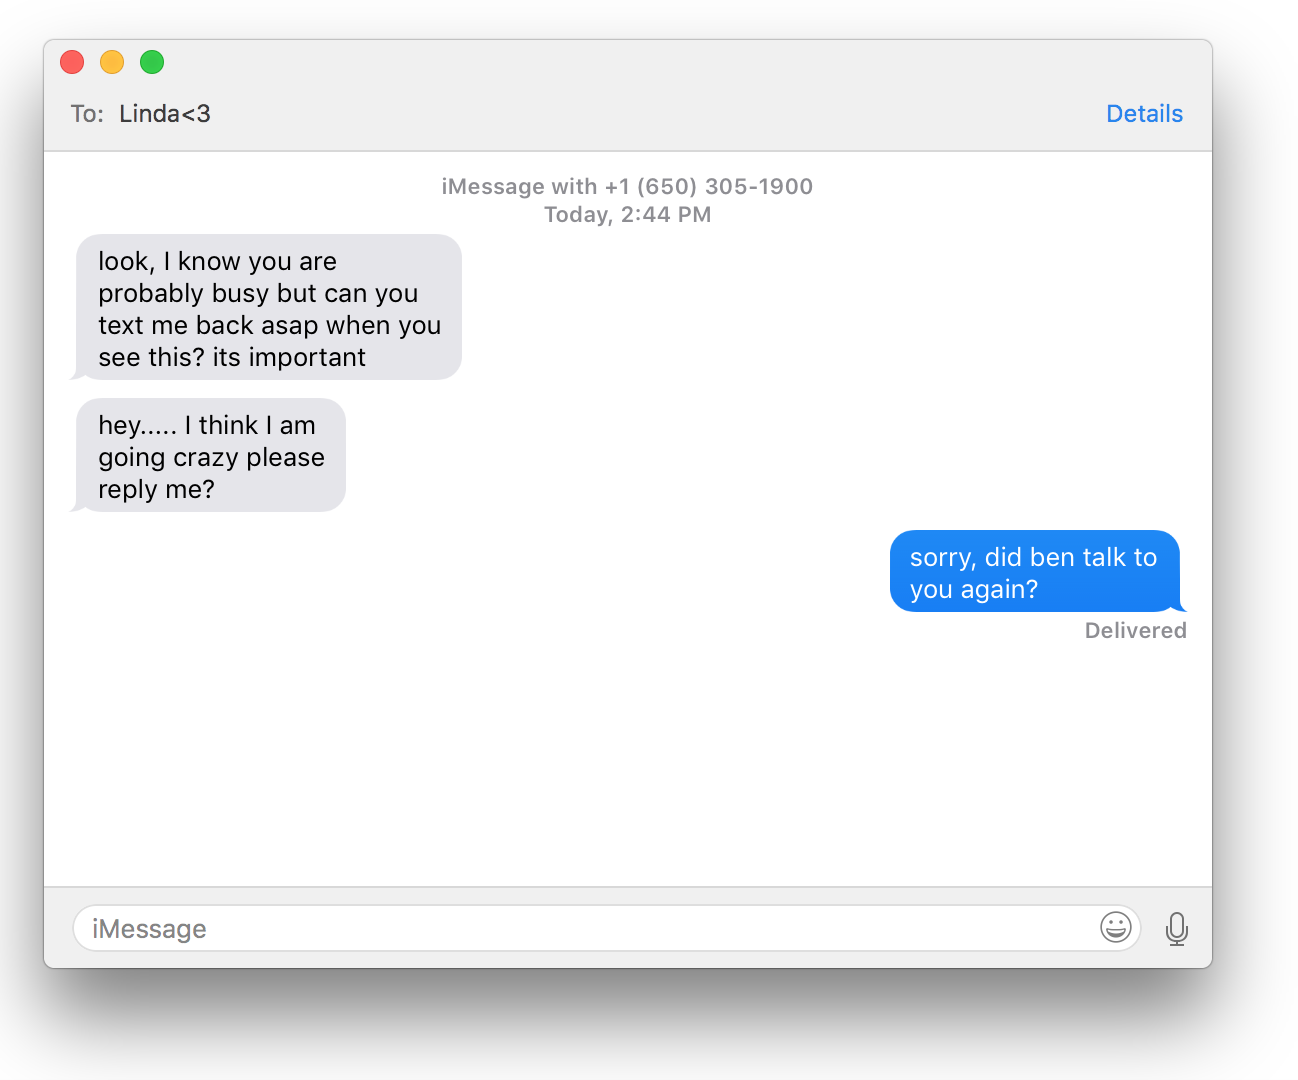 To: Linda<3
Details
iMessage with +1 (650) 305-1900
Today, 2:44 PM
look, I know you are
probably busy but can you
text me back asap when you
see this? its important
hey..... I think I am
going crazy please
reply me?
sorry, did ben talk to
you again?
Delivered
iMessage